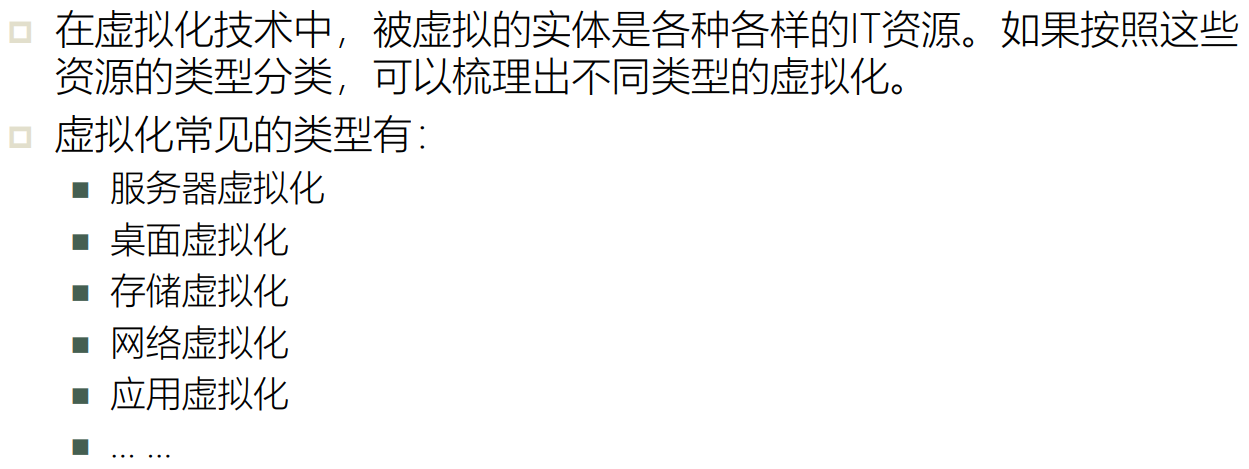 在虚拟化技术中，被虚拟的实体是各种各样的IT资源。如果按照这些
资源的类型分类，可以梳理出不同类型的虚拟化。
虚拟化常见的类型有：
服务器虚拟化
桌面虚拟化
存储虚拟化
网络虚拟化
应用虚拟化
... ...